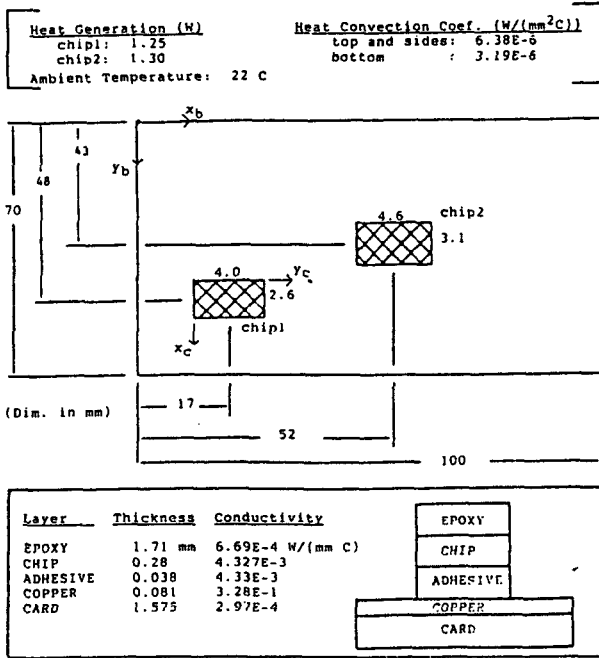 Heat Generation (W) Heat Convection Coef. (W/(mm²C))
chip1: 1.25 top and sides: 6.38E-6
chip2: 1.30 bottom : 3.19E-6
Ambient Temperature: 22 C
xb
43
yb
48
70
4.6 chip2
3.1
4.0 yc
2.6
chip1
xc
17
(Dim. in mm)
52
100
Layer Thickness Conductivity
EPOXY 1.71 mm 6.69E-4 W/(mm C)
CHIP 0.28 4.327E-3
ADHESIVE 0.038 4.33E-3
COPPER 0.081 3.28E-1
CARD 1.575 2.97E-4
EPOXY
CHIP
ADHESIVE
COPPER
CARD